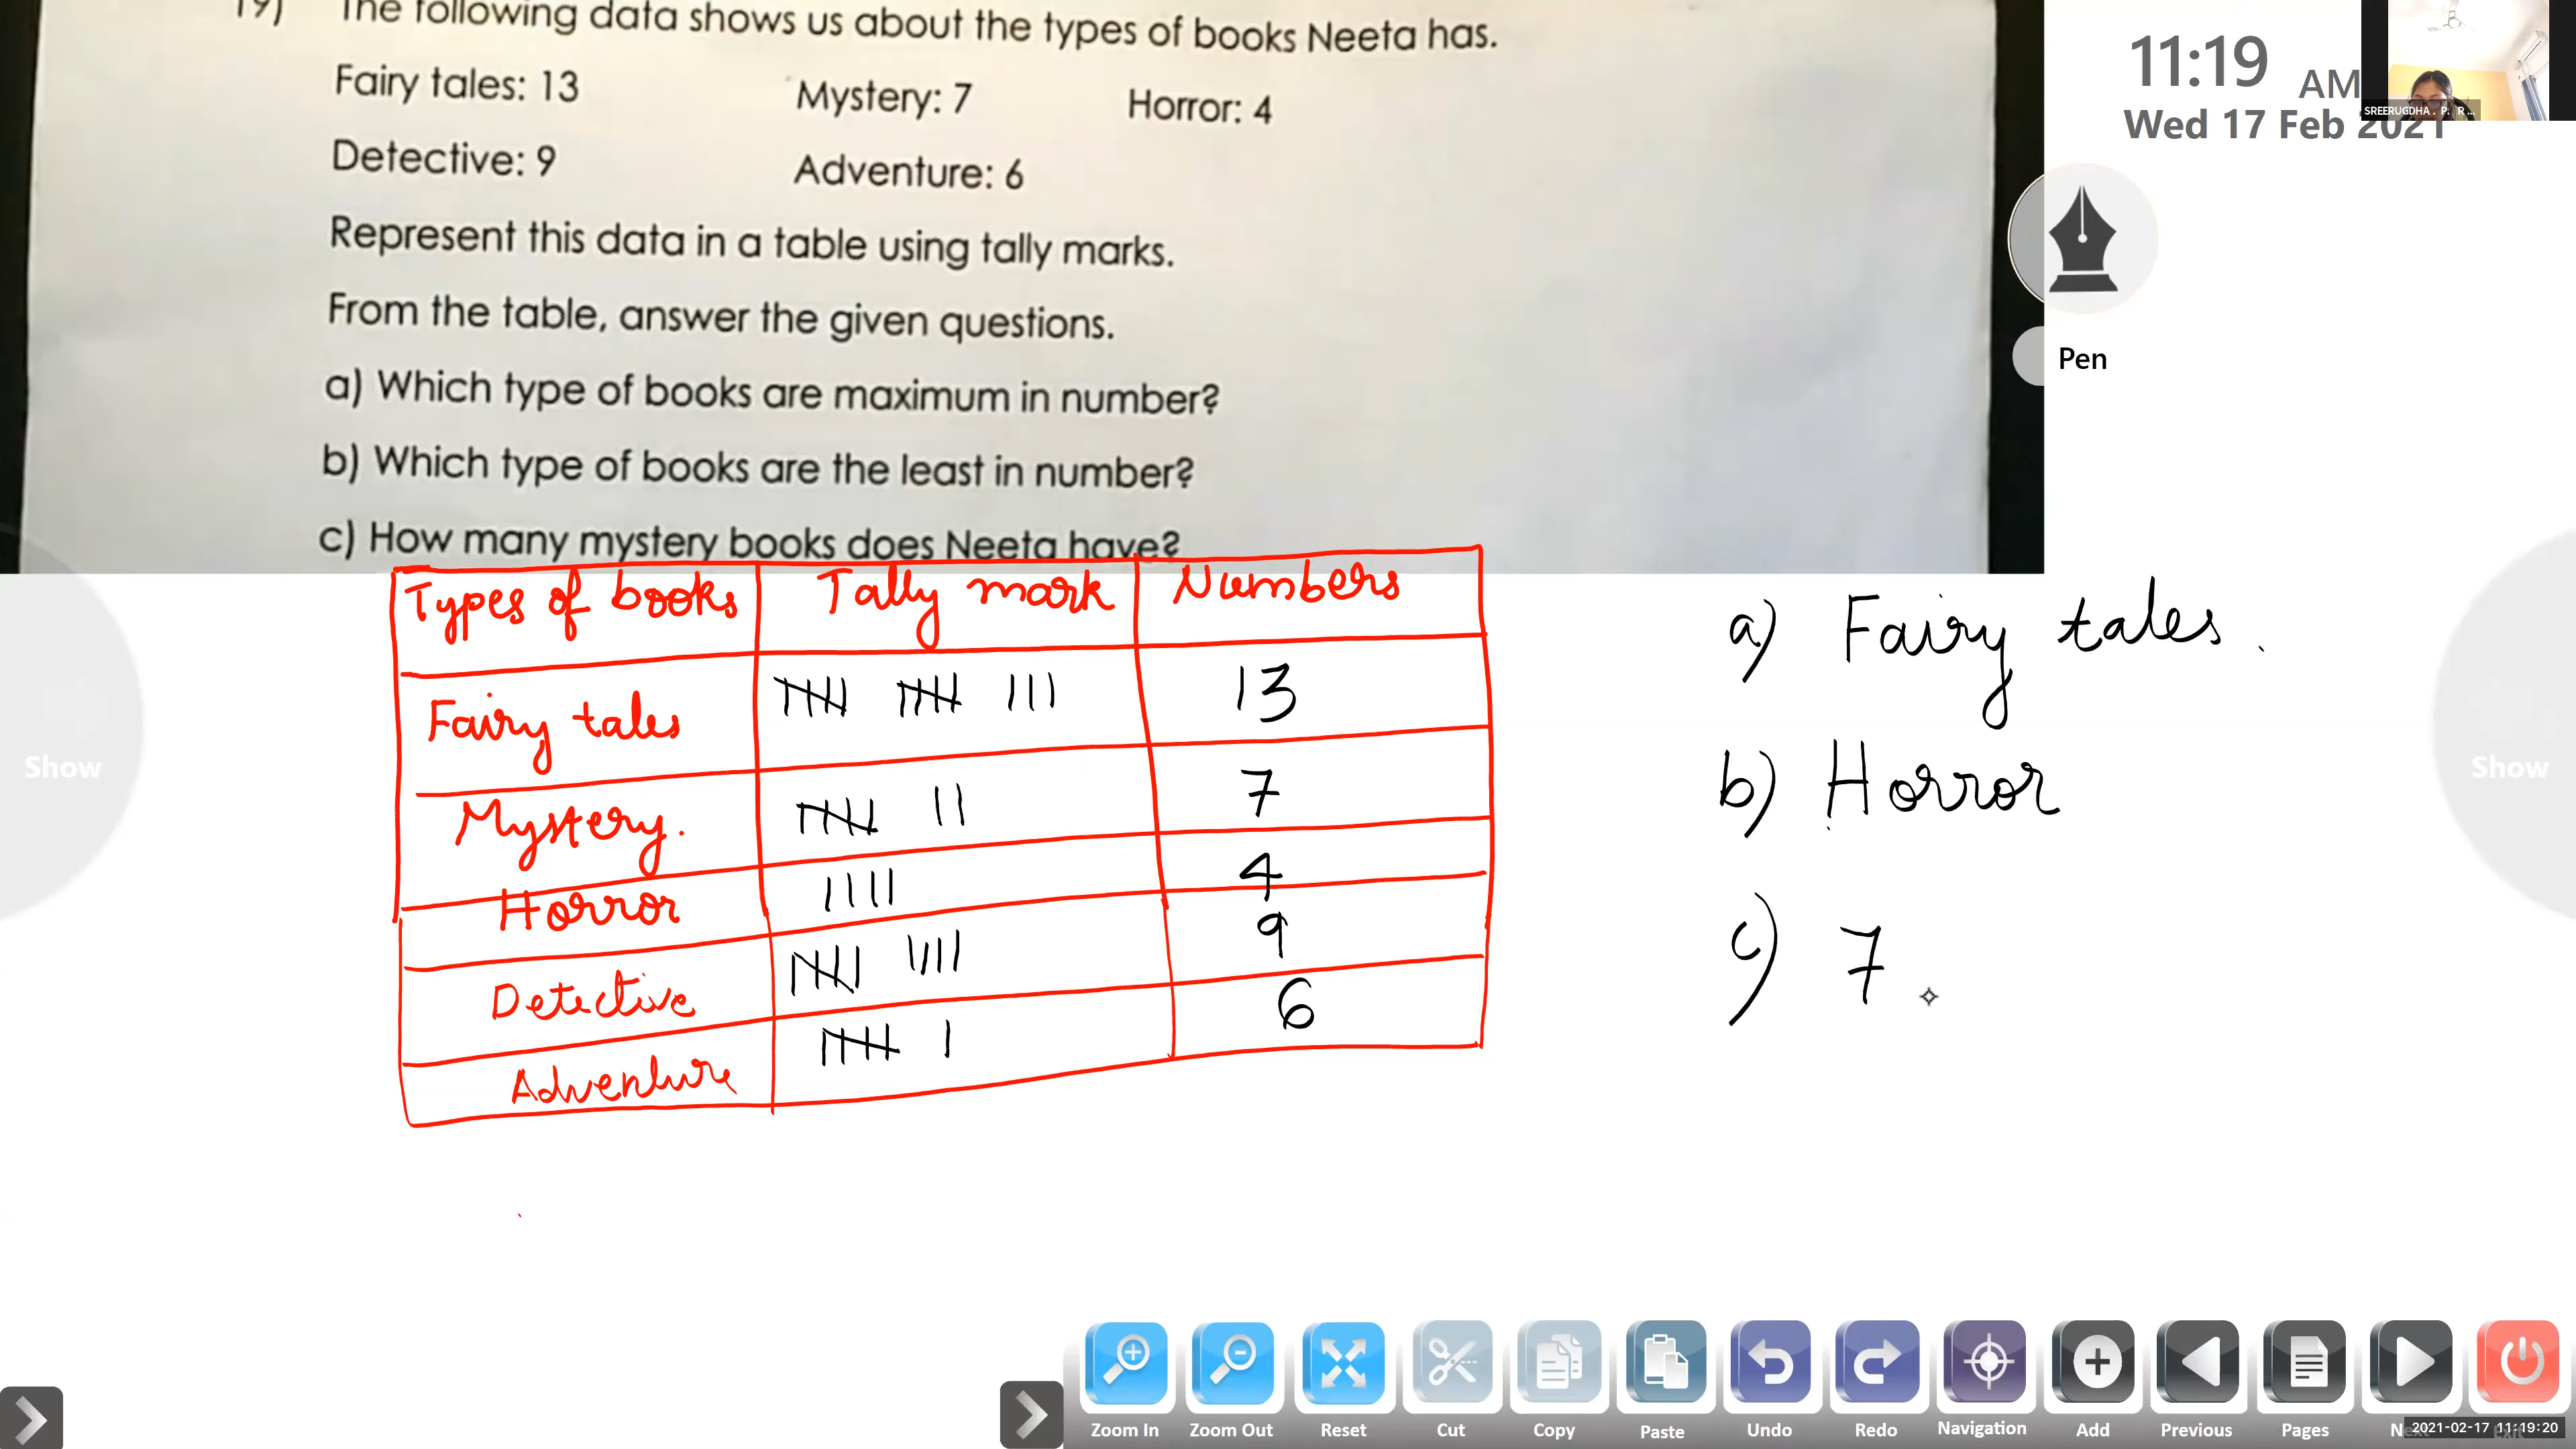 19) The following data shows us about the types of books Neeta has.
Fairy tales: 13 Mystery: 7 Horror: 4
Detective: 9 Adventure: 6
Represent this data in a table using tally marks.
From the table, answer the given questions.
a) Which type of books are maximum in number?
b) Which type of books are the least in number?
c) How many mystery books does Neeta have?
Types of books Tally mark Numbers
Fairy tales 13
Mystery. 7
Horror 4
Detective 9
Adventure 6
a) Fairy tales.
b) Horror
c) 7
11:19 AM
Wed 17 Feb 2021
SREERUGDHA . P. R ...
Pen
Show
Show
Zoom In Zoom Out Reset Cut Copy Paste Undo Redo Navigation Add Previous Pages
2021-02-17 11:19:20